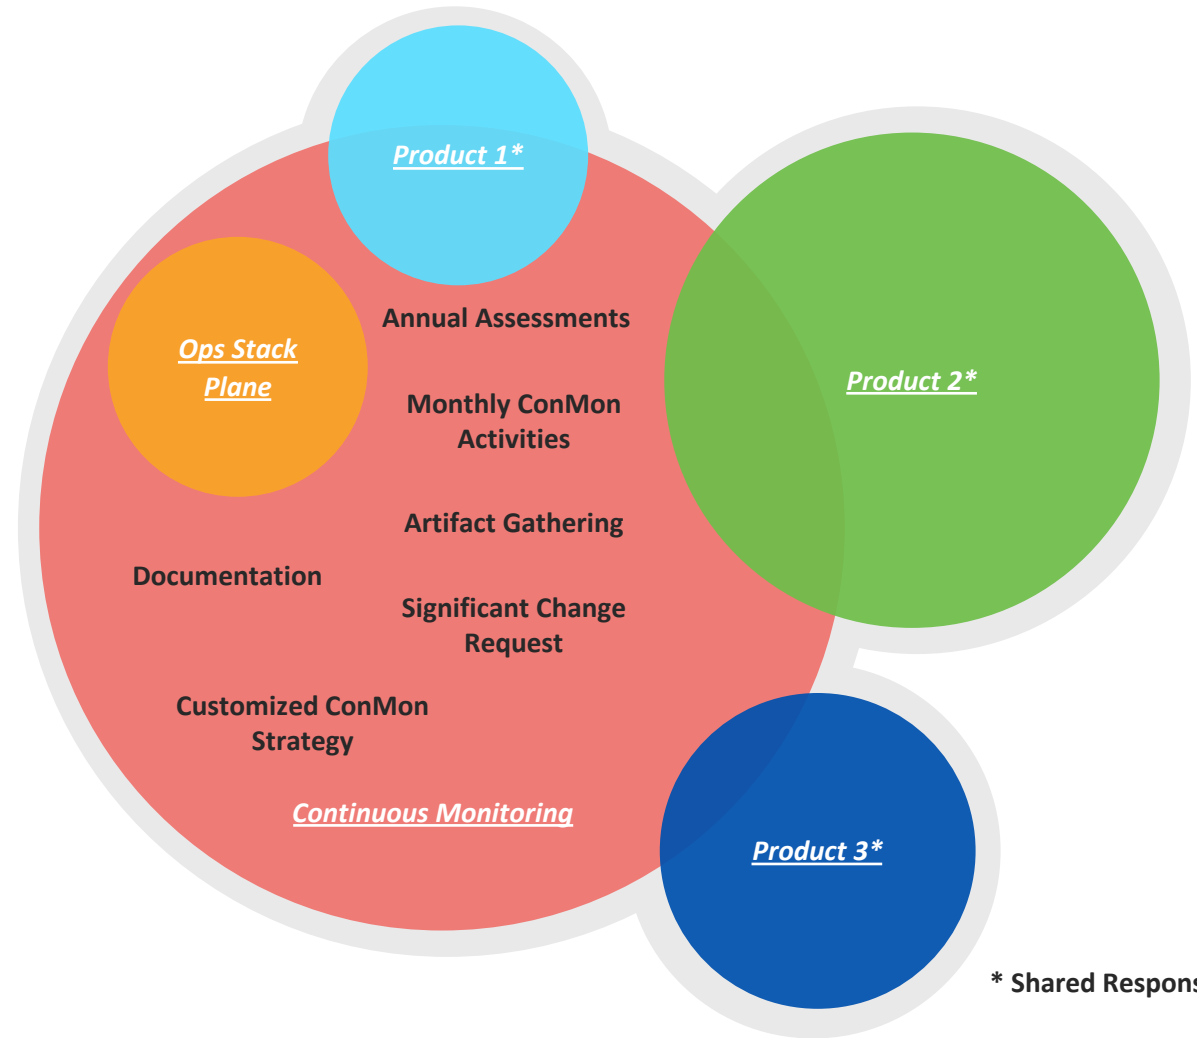 Product 1*
Annual Assessments
Ops Stack
Plane
Product 2*
Monthly ConMon
Activities
Artifact Gathering
Documentation
Significant Change
Request
Customized ConMon
Strategy
Continuous Monitoring
Product 3*
* Shared